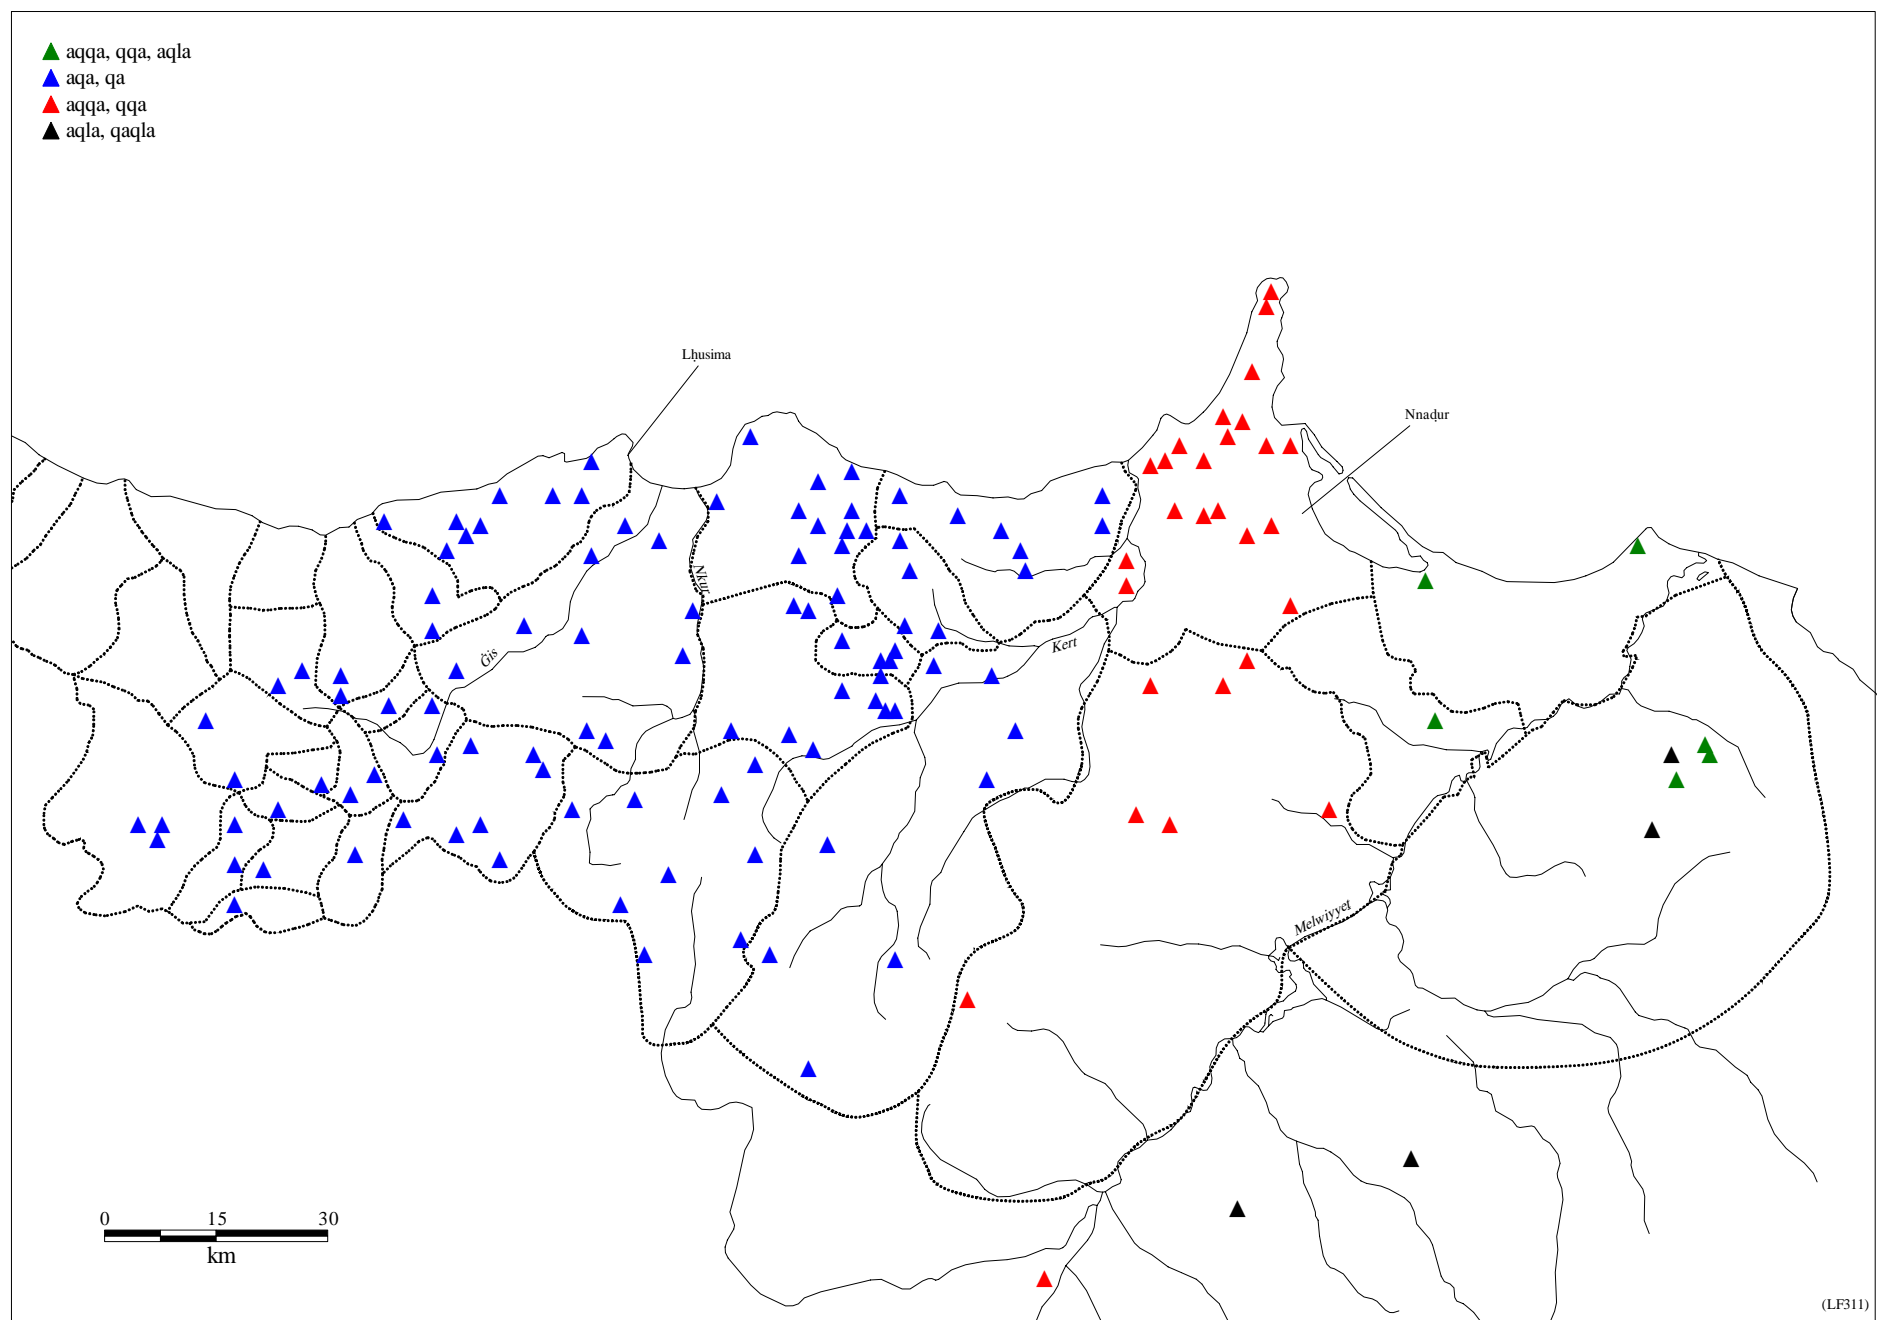 aqqa, qqa, aqla
aqa, qa
aqqa, qqa
aqla, qaqla
Lḥusima
Nnaḍur
Nkur
Ġis
Kert
Melwiyyet
0 15 30
km
(LF311)